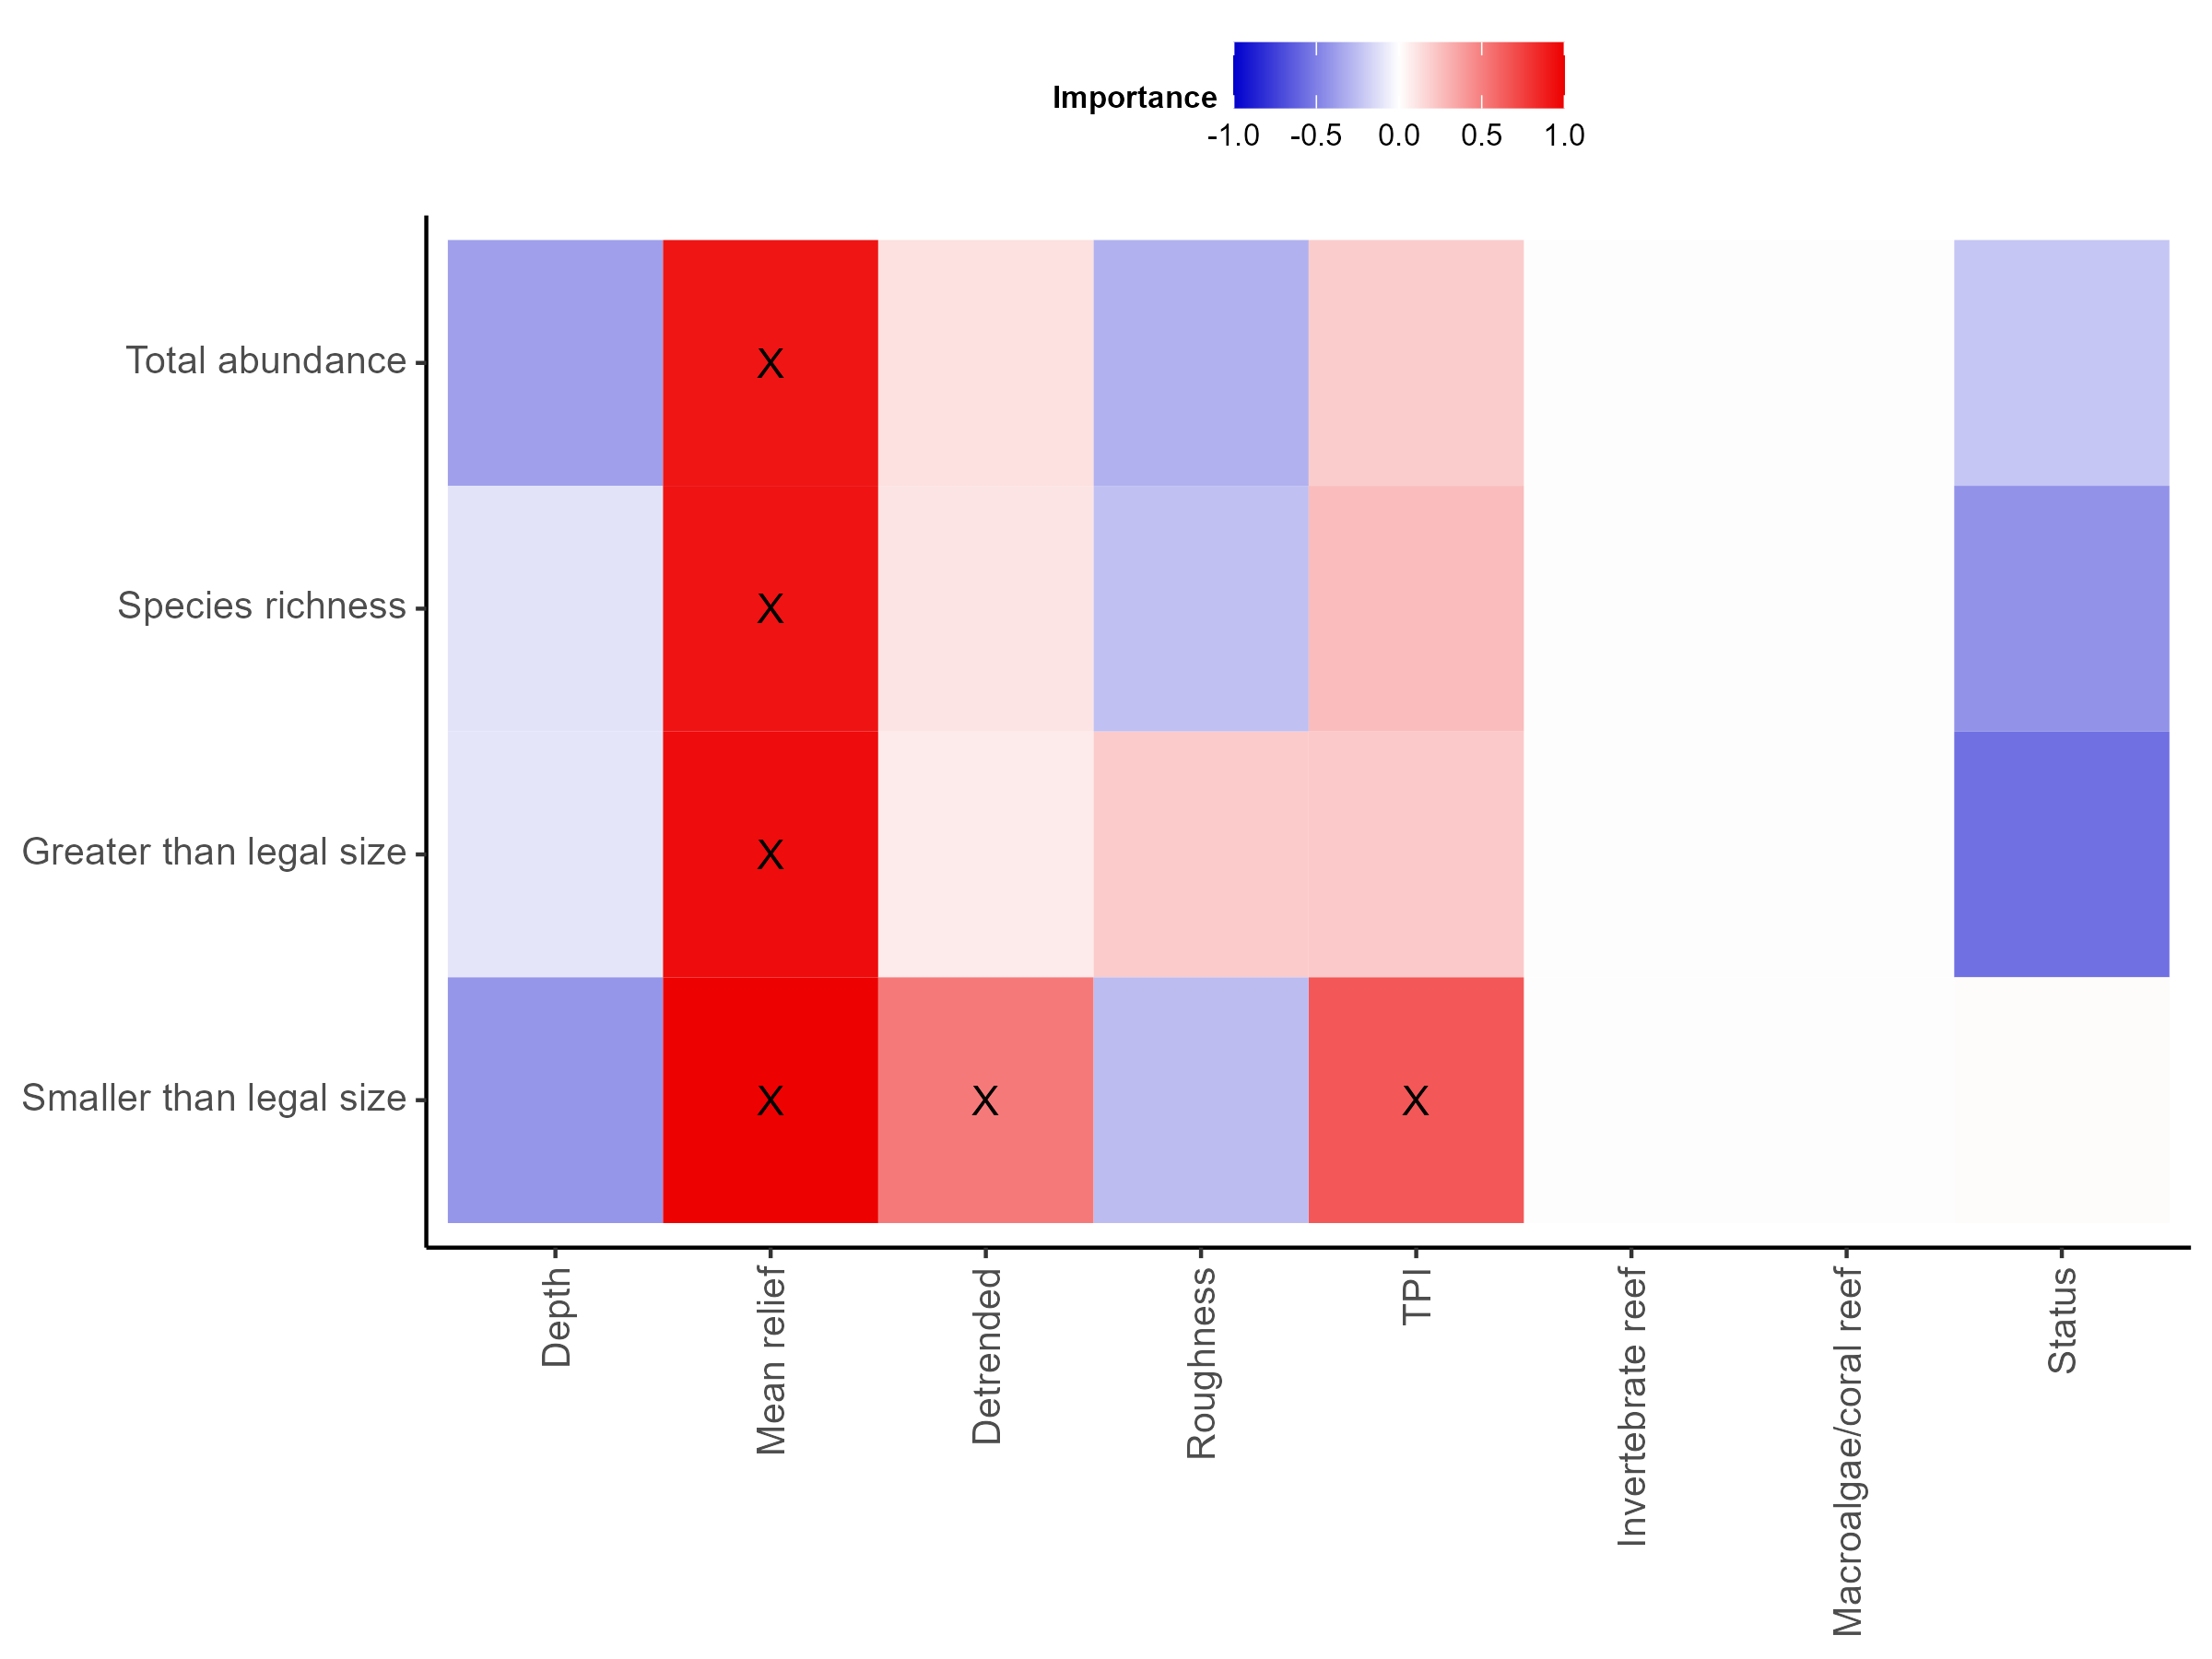 Importance
-1.0 -0.5 0.0 0.5 1.0
Total abundance
X
Species richness
X
Greater than legal size
X
Smaller than legal size
X X X
Depth
Mean relief
Detrended
Roughness
TPI
Invertebrate reef
Macroalgae/coral reef
Status